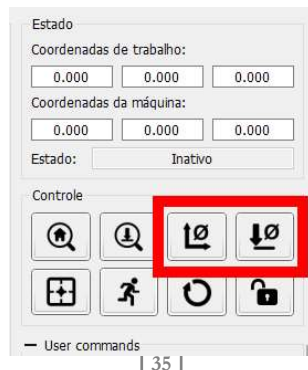 Estado
Coordenadas de trabalho:
0.000 0.000 0.000
Coordenadas da máquina:
0.000 0.000 0.000
Estado: Inativo
Controle
— User commands
| 35 |